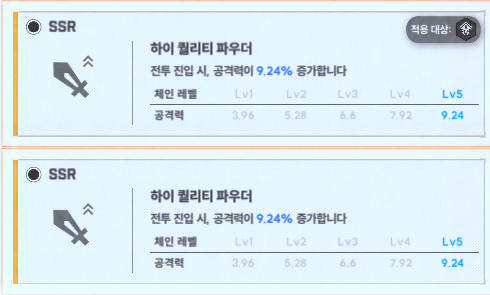 SSR
적용 대상:
하이 퀄리티 파우더
전투 진입 시, 공격력이 9.24% 증가합니다
체인 레벨 Lv1 Lv2 Lv3 Lv4 Lv5
공격력 3.96 5.28 6.6 7.92 9.24
SSR
하이 퀄리티 파우더
전투 진입 시, 공격력이 9.24% 증가합니다
체인 레벨 Lv1 Lv2 Lv3 Lv4 Lv5
공격력 3.96 5.28 6.6 7.92 9.24